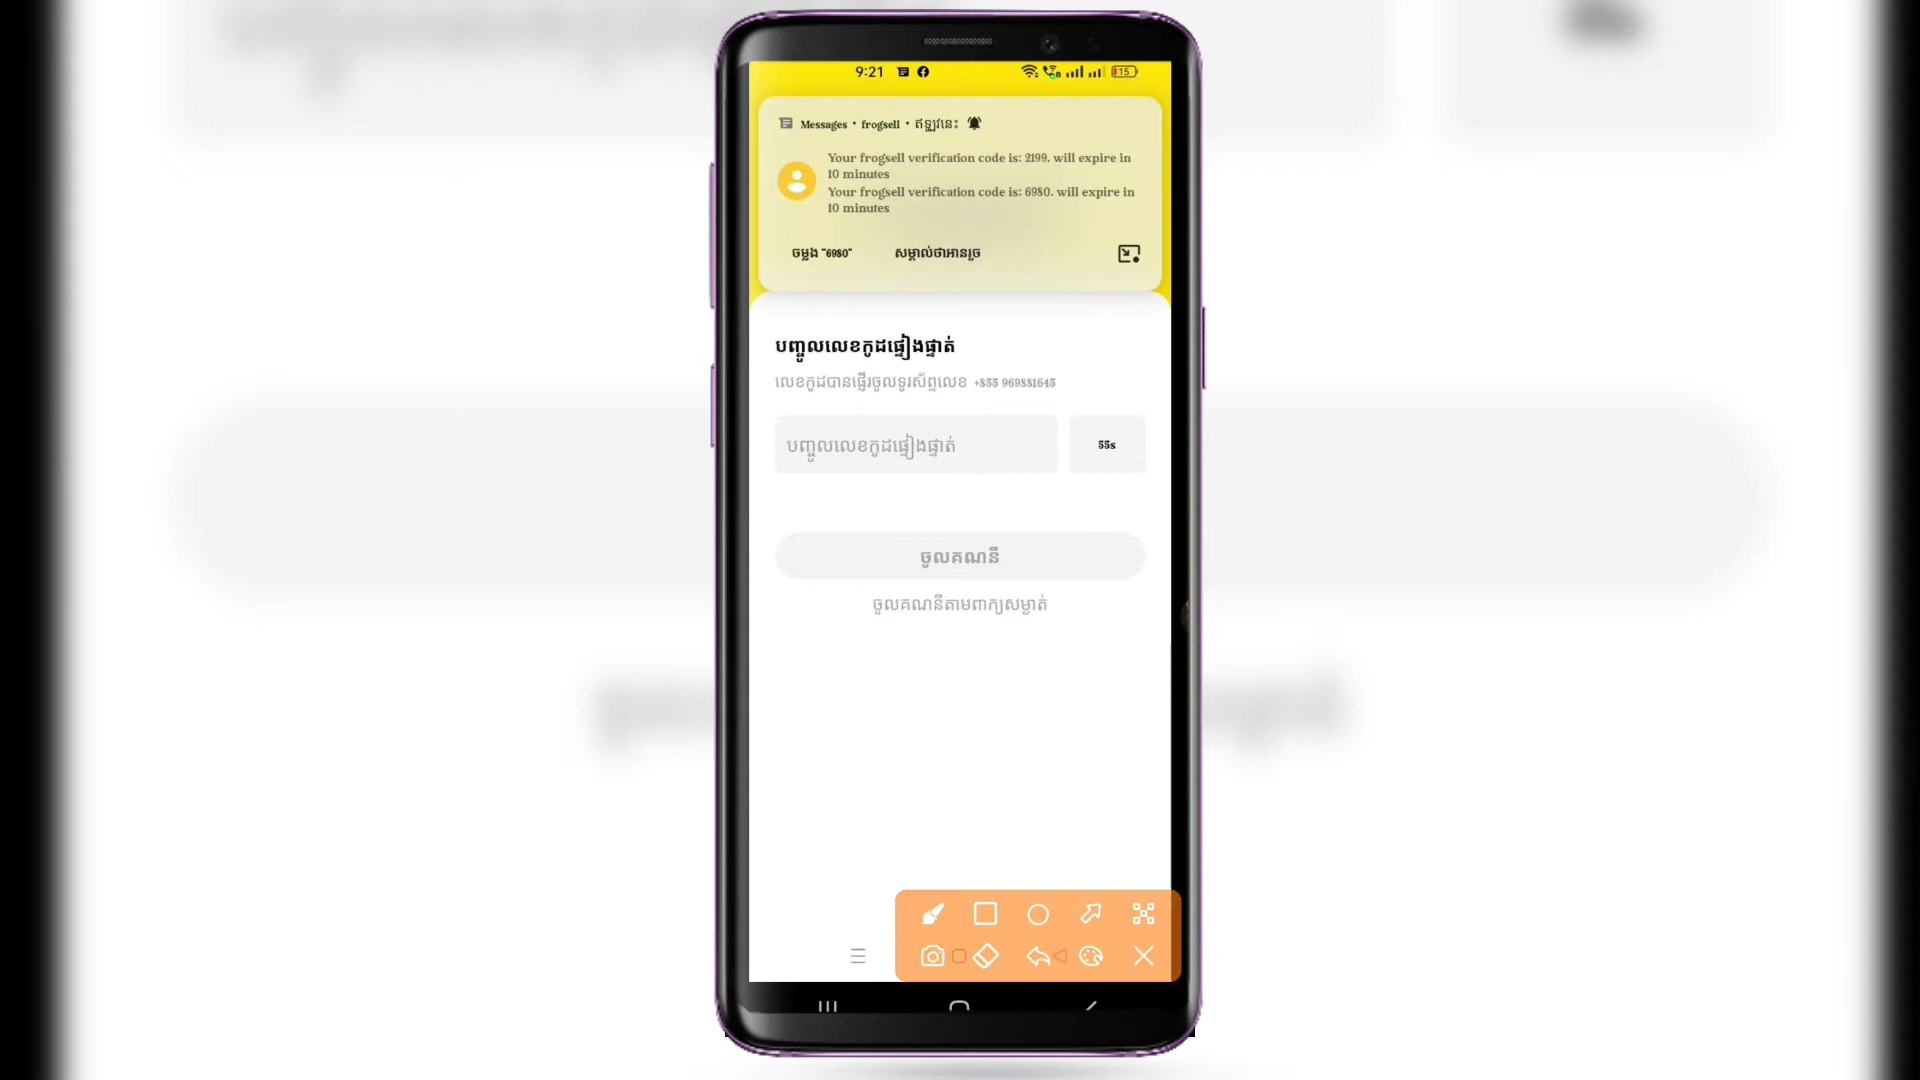 9:21
15
Messages • frogsell • ឥឡូវនេះ
Your frogsell verification code is: 2199. will expire in
10 minutes
Your frogsell verification code is: 6980. will expire in
10 minutes
ចម្លង "6980" សម្គាល់ថាអានរួច
បញ្ចូលលេខកូដផ្ទៀងផ្ទាត់
លេខកូដបានផ្ញើរចូលទូរស័ព្ទលេខ +855 969881645
បញ្ចូលលេខកូដផ្ទៀងផ្ទាត់ 55s
ចូលគណនី
ចូលគណនីតាមពាក្យសម្ងាត់